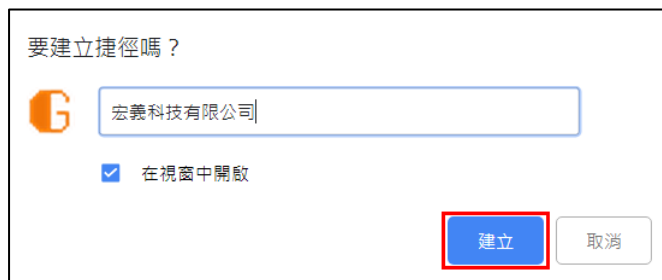 要建立捷徑嗎？
宏義科技有限公司
在視窗中開啟
建立 取消